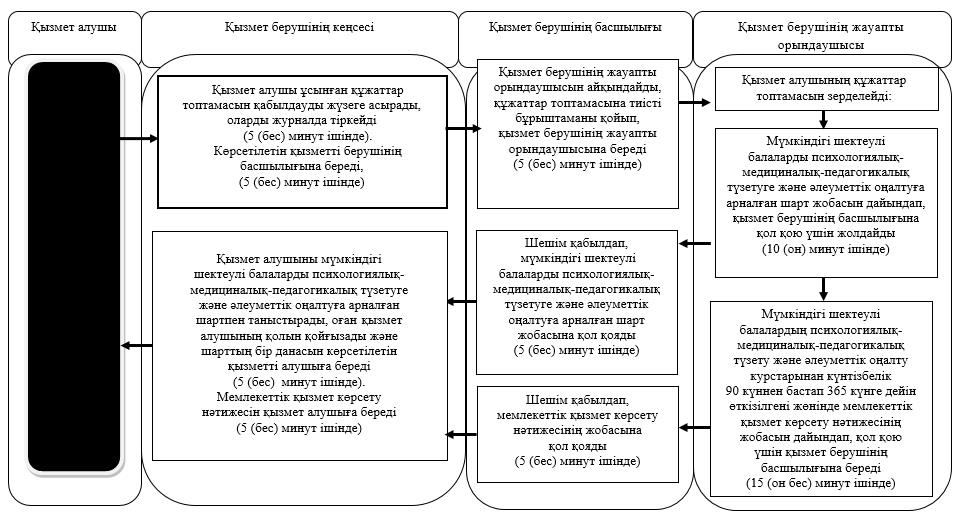 Қызмет алушы
Қызмет берушінің кеңсесі
Қызмет берушінің басшылығы
Қызмет берушінің жауапты
орындаушысы
Қызмет алушы ұсынған құжаттар
топтамасын қабылдауды жүзеге асырады,
оларды журналда тіркейді
(5 (бес) минут ішінде).
Көрсетілетін қызметті берушінің
басшылығына береді,
(5 (бес) минут ішінде)
Қызмет берушінің жауапты
орындаушысын айқындайды,
құжаттар топтамасына тиісті
бұрыштаманы қойып,
қызмет берушінің жауапты
орындаушысына береді
(5 (бес) минут ішінде)
Қызмет алушының құжаттар
топтамасын зерделейді:
Мүмкіндігі шектеулі
балаларды психологиялық-
медициналық-педагогикалық
түзетуге және әлеуметтік оңалтуға
арналған шарт жобасын дайындап,
қызмет берушінің басшылығына
қол қою үшін жолдайды
(10 (он) минут ішінде)
Шешім қабылдап,
мүмкіндігі шектеулі
балаларды психологиялық-
медициналық-педагогикалық
түзетуге және әлеуметтік
оңалтуға арналған шарт
жобасына қол қояды
(5 (бес) минут ішінде)
Қызмет алушыны мүмкіндігі
шектеулі балаларды психологиялық-
медициналық-педагогикалық түзетуге
және әлеуметтік оңалтуға арналған
шартпен таныстырады, оған қызмет
алушының қолын қойғызады және
шарттың бір данасын көрсетілетін
қызметті алушыға береді
(5 (бес) минут ішінде).
Мемлекеттік қызмет көрсету
нәтижесін қызмет алушыға береді
(5 (бес) минут ішінде)
Мүмкіндігі шектеулі
балалардың психологиялық-
медициналық-педагогикалық
түзету және әлеуметтік оңалту
курстарынан күнтізбелік
90 күннен бастап 365 күнге дейін
өткізілгені жөнінде мемлекеттік
қызмет көрсету нәтижесінің
жобасын дайындап, қол қою
үшін қызмет берушінің
басшылығына береді
(15 (он бес) минут ішінде)
Шешім қабылдап,
мемлекеттік қызмет көрсету
нәтижесінің жобасына
қол қояды
(5 (бес) минут ішінде)